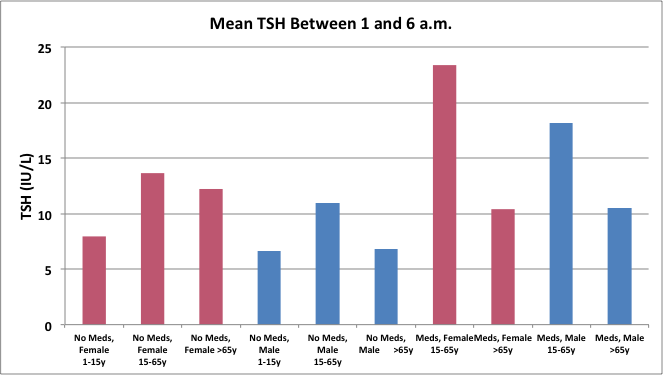 Mean TSH Between 1 and 6 a.m.
TSH (IU/L)
25
20
15
10
5
0
No Meds,
Female
1-15y
No Meds,
Female
15-65y
No Meds,
Female >65y
No Meds,
Male
1-15y
No Meds,
Male
15-65y
No Meds,
Male >65y
Meds, Female
15-65y
Meds, Female
>65y
Meds, Male
15-65y
Meds, Male
>65y